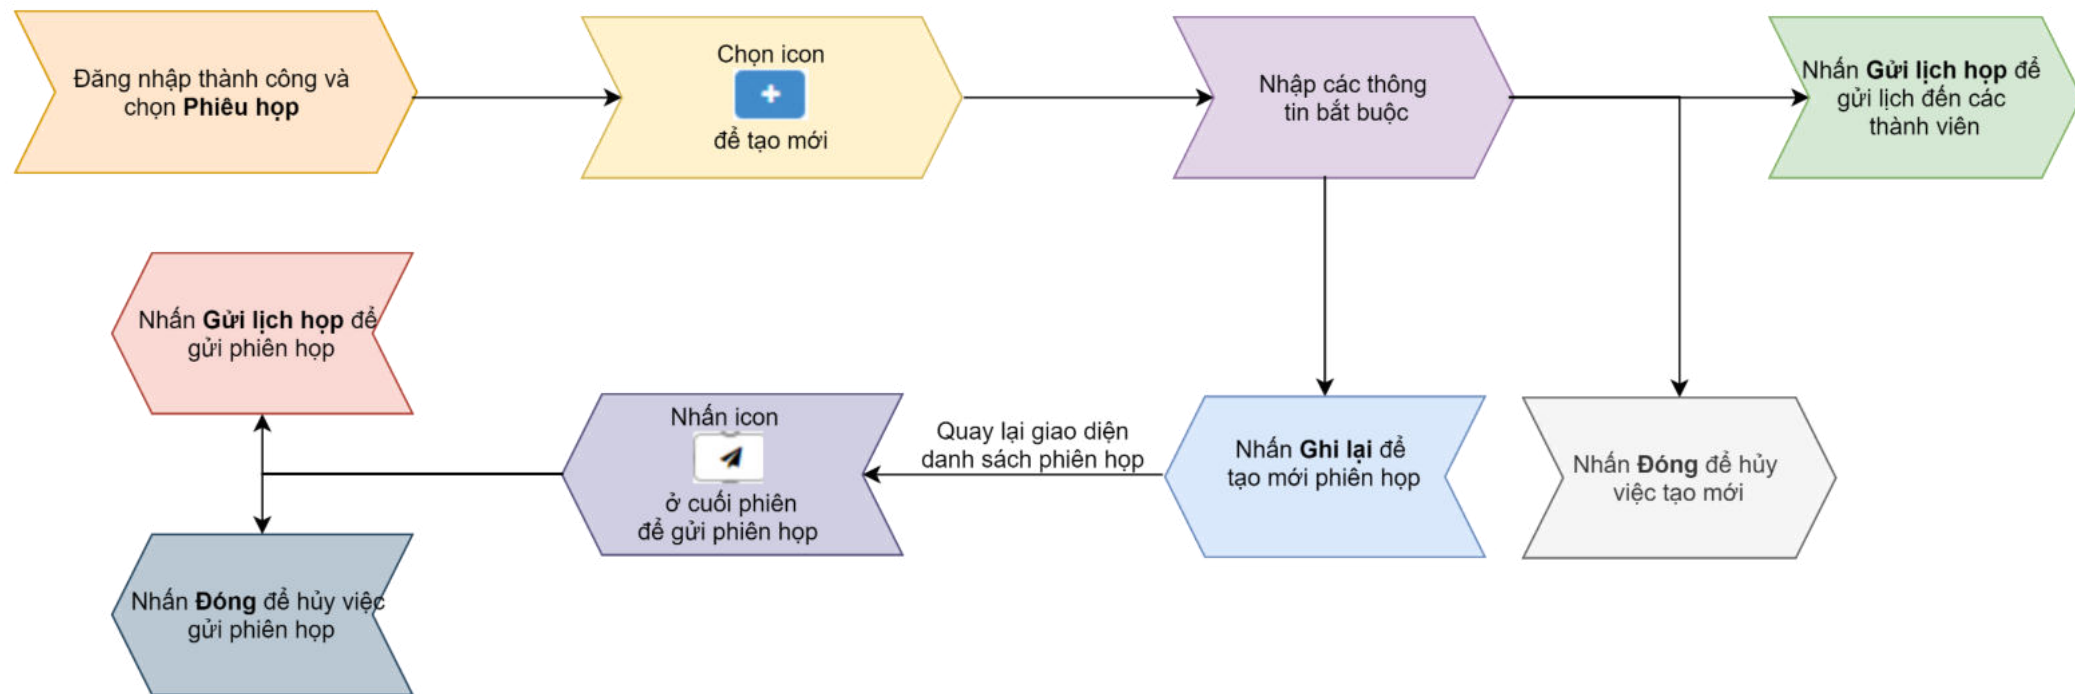 Đăng nhập thành công và
chọn Phiêu họp
Chọn icon
để tạo mới
Nhập các thông
tin bắt buộc
Nhấn Gửi lịch họp để
gửi lịch đến các
thành viên
Nhấn Gửi lịch họp để
gửi phiên họp
Nhấn icon
ở cuối phiên
để gửi phiên họp
Quay lại giao diện
danh sách phiên họp
Nhấn Ghi lại để
tạo mới phiên họp
Nhấn Đóng để hủy
việc tạo mới
Nhấn Đóng để hủy việc
gửi phiên họp